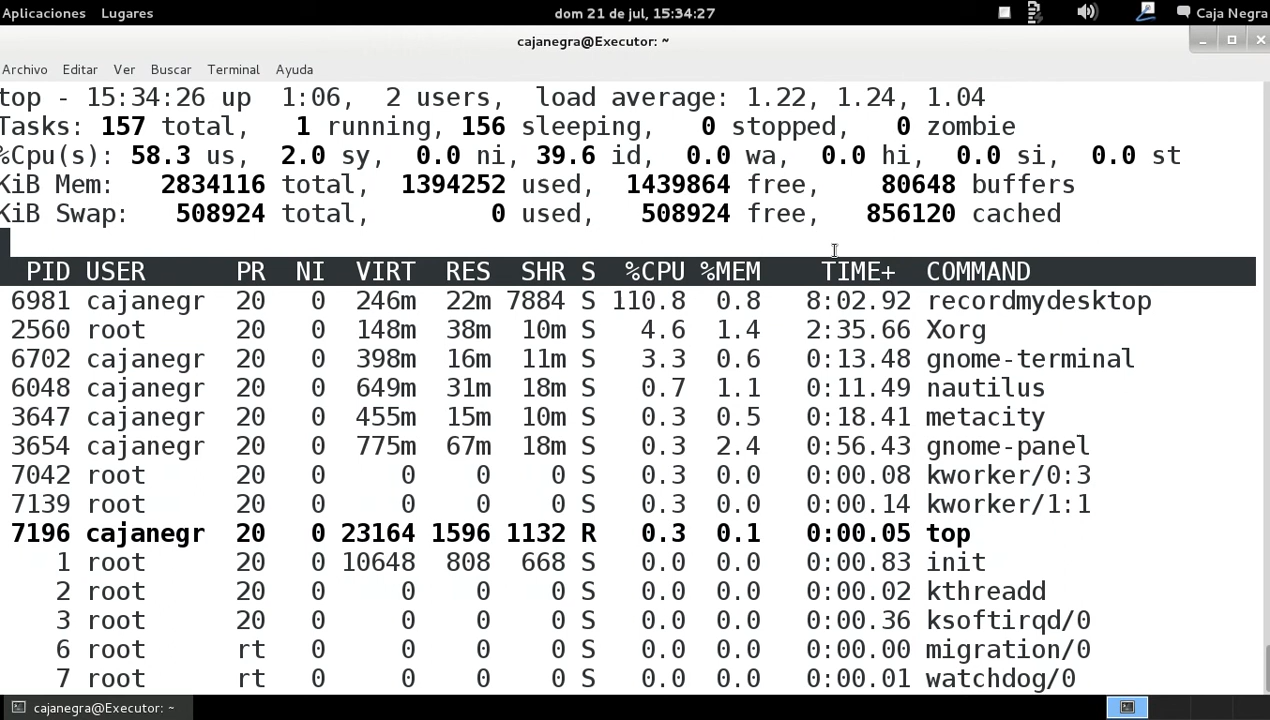 Aplicaciones Lugares dom 21 de jul, 15:34:27 Caja Negra
cajanegra@Executor: ~
Archivo Editar Ver Buscar Terminal Ayuda
top - 15:34:26 up  1:06,  2 users,  load average: 1.22, 1.24, 1.04
Tasks: 157 total,   1 running, 156 sleeping,   0 stopped,   0 zombie
%Cpu(s): 58.3 us,  2.0 sy,  0.0 ni, 39.6 id,  0.0 wa,  0.0 hi,  0.0 si,  0.0 st
KiB Mem:   2834116 total,  1394252 used,  1439864 free,    80648 buffers
KiB Swap:   508924 total,        0 used,   508924 free,   856120 cached
PID USER      PR  NI  VIRT  RES  SHR S  %CPU %MEM    TIME+  COMMAND
6981 cajanegr  20   0  246m  22m 7884 S 110.8  0.8   8:02.92 recordmydesktop
2560 root      20   0  148m  38m  10m S   4.6  1.4   2:35.66 Xorg
6702 cajanegr  20   0  398m  16m  11m S   3.3  0.6   0:13.48 gnome-terminal
6048 cajanegr  20   0  649m  31m  18m S   0.7  1.1   0:11.49 nautilus
3647 cajanegr  20   0  455m  15m  10m S   0.3  0.5   0:18.41 metacity
3654 cajanegr  20   0  775m  67m  18m S   0.3  2.4   0:56.43 gnome-panel
7042 root      20   0     0    0    0 S   0.3  0.0   0:00.08 kworker/0:3
7139 root      20   0     0    0    0 S   0.3  0.0   0:00.14 kworker/1:1
7196 cajanegr  20   0 23164 1596 1132 R   0.3  0.1   0:00.05 top
1 root      20   0 10648  808  668 S   0.0  0.0   0:00.83 init
2 root      20   0     0    0    0 S   0.0  0.0   0:00.02 kthreadd
3 root      20   0     0    0    0 S   0.0  0.0   0:00.36 ksoftirqd/0
6 root      rt   0     0    0    0 S   0.0  0.0   0:00.00 migration/0
7 root      rt   0     0    0    0 S   0.0  0.0   0:00.01 watchdog/0
cajanegra@Executor: ~